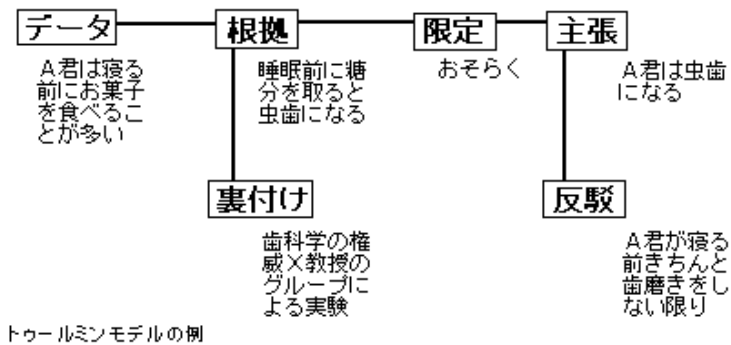 データ
根拠
限定
主張
A君は寝る
前にお菓子
を食べるこ
とが多い
睡眠前に糖
分を取ると
虫歯になる
おそらく
A君は虫歯
になる
裏付け
反駁
歯科学の権
威X教授の
グループに
よる実験
A君が寝る
前きちんと
歯磨きをし
ない限り
トゥールミンモデルの例